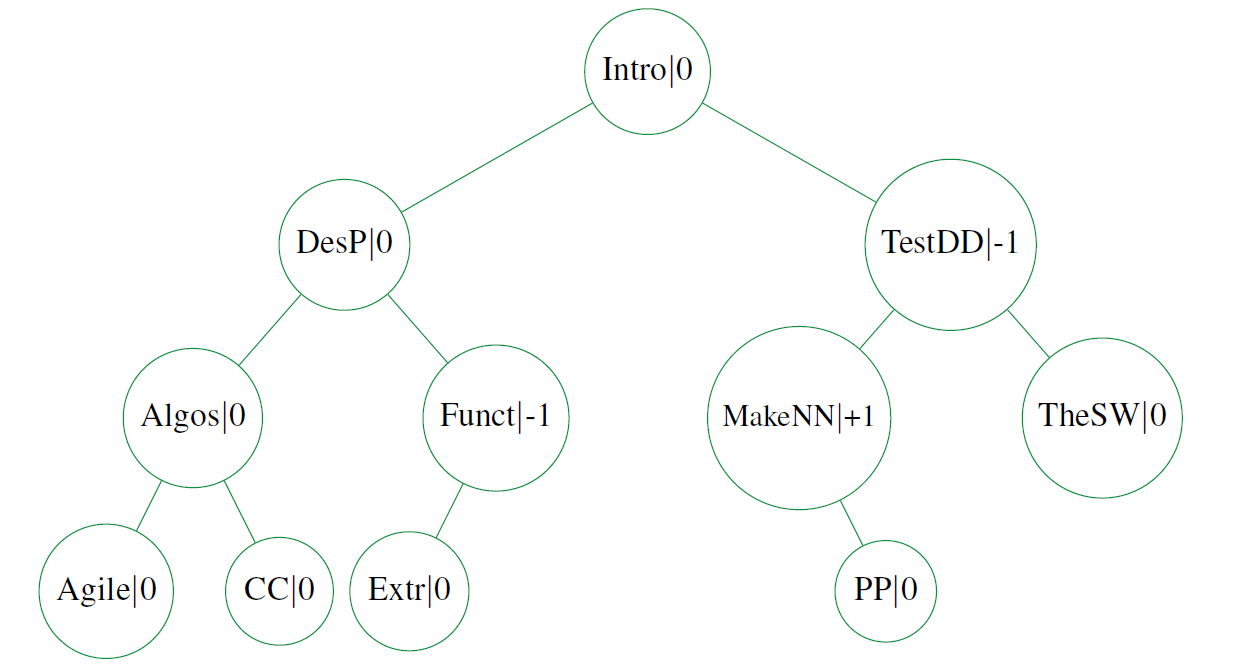 Intro|0
DesP|0
TestDD|-1
Algos|0
Funct|-1
MakeNN|+1
TheSW|0
Agile|0
CC|0
Extr|0
PP|0